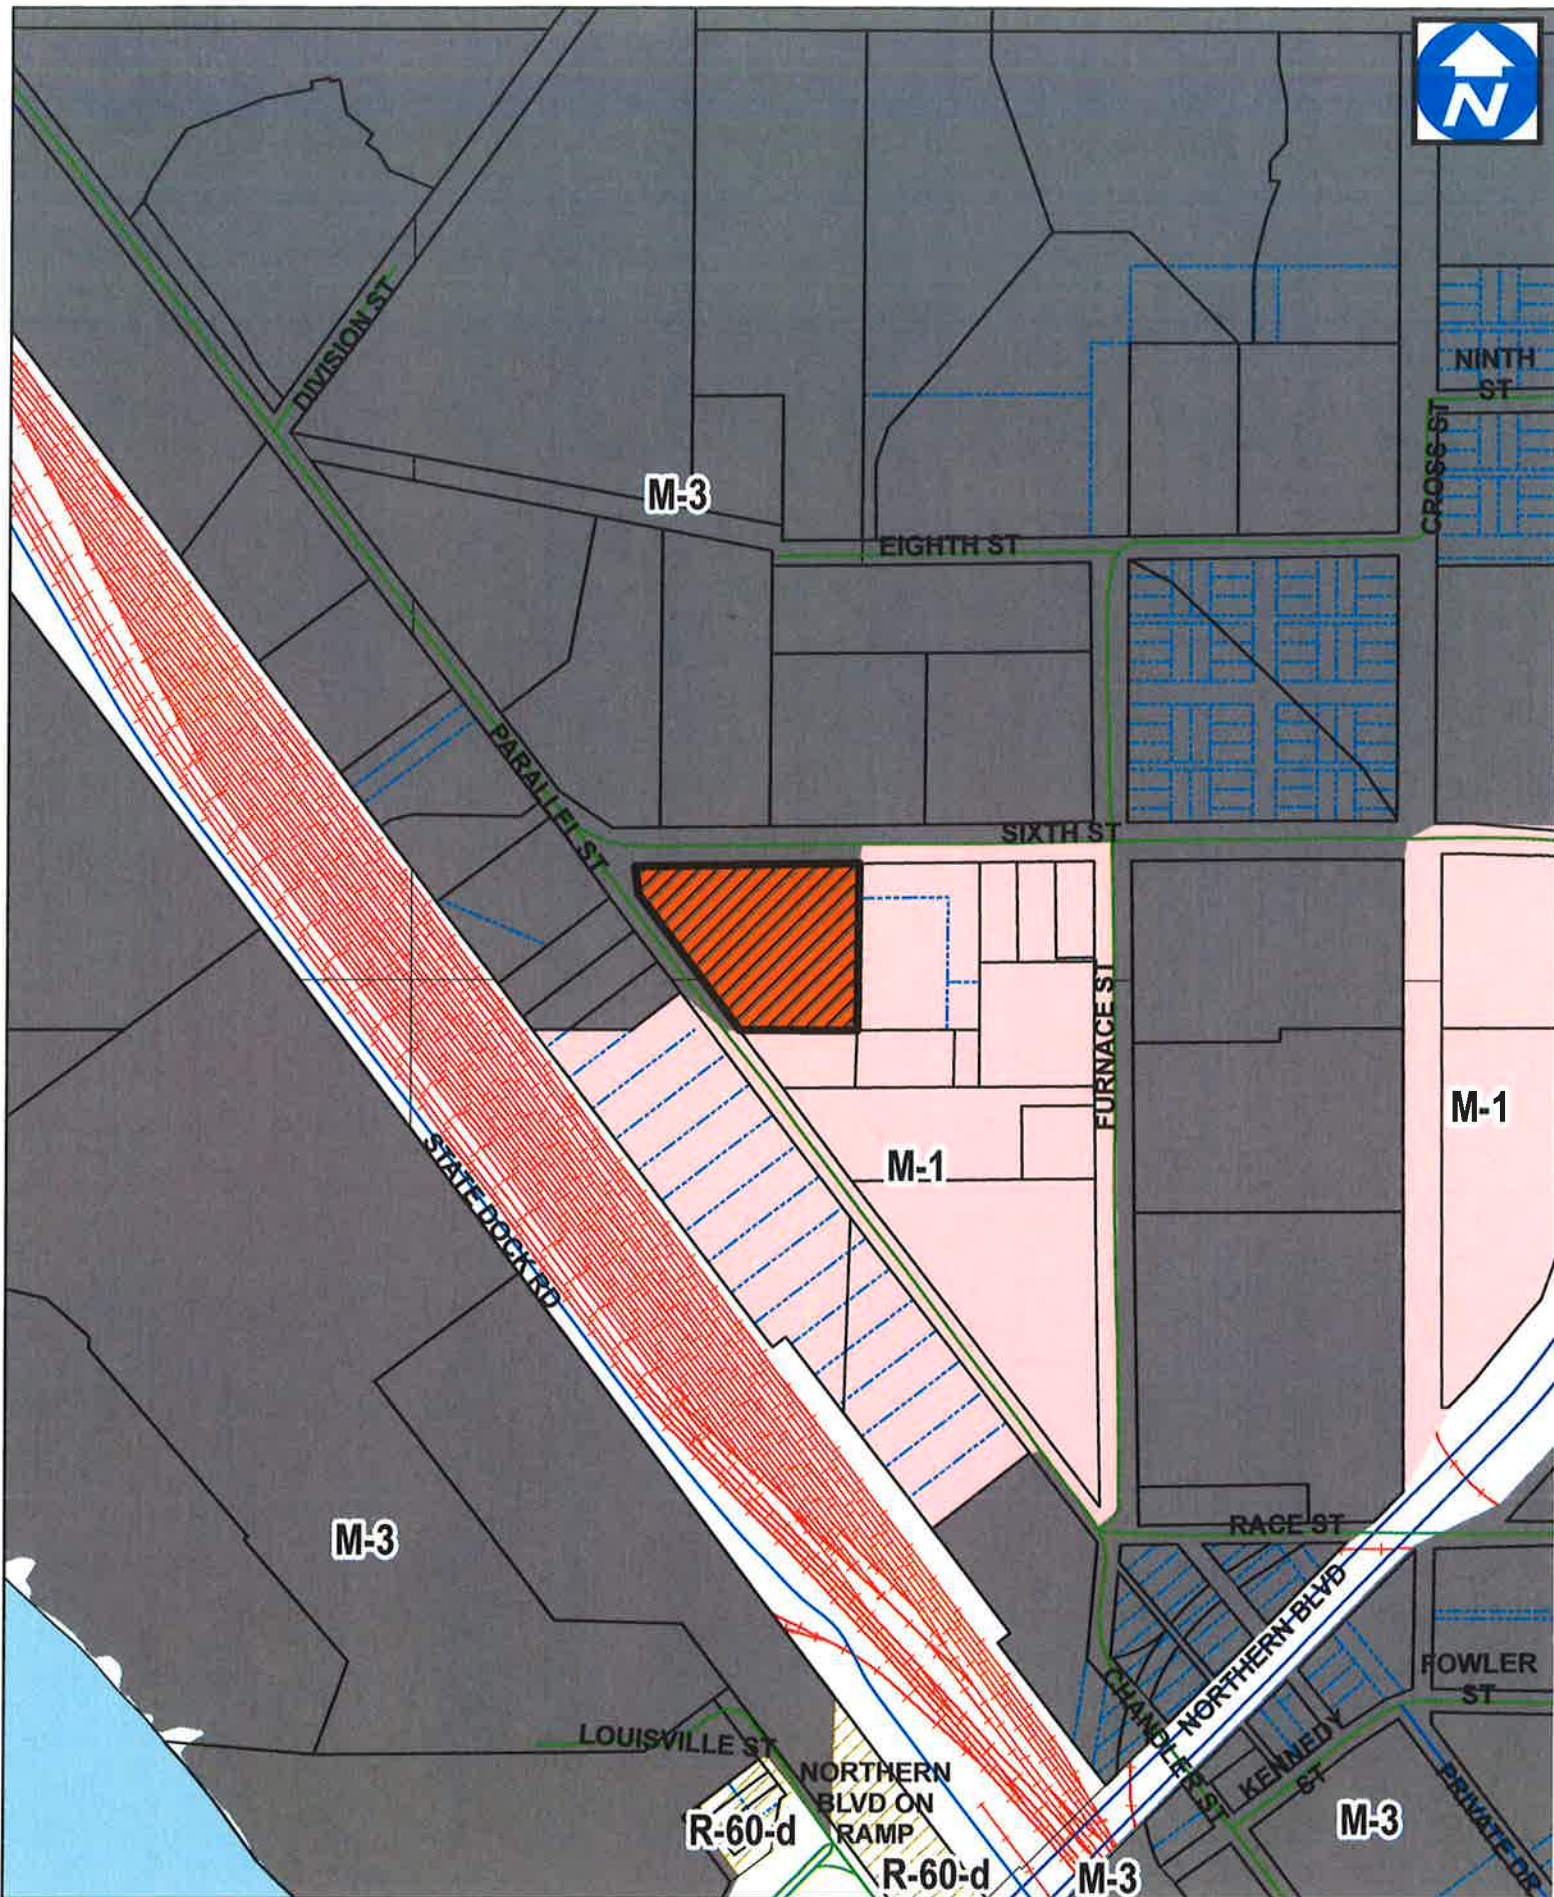 N
DIVISION ST
NINTH
ST
CROSS ST
M-3
EIGHTH ST
PARALLEL ST
SIXTH ST
FURNACE ST
M-1
M-1
STATE DOCK RD
M-3
RACE ST
NORTHERN BLVD
FOWLER
ST
CHANDLER ST
KENNEDY
ST
LOUISVILLE ST
NORTHERN
BLVD ON
RAMP
R-60-d
R-60-d
M-3
M-3
PRIVATE DR